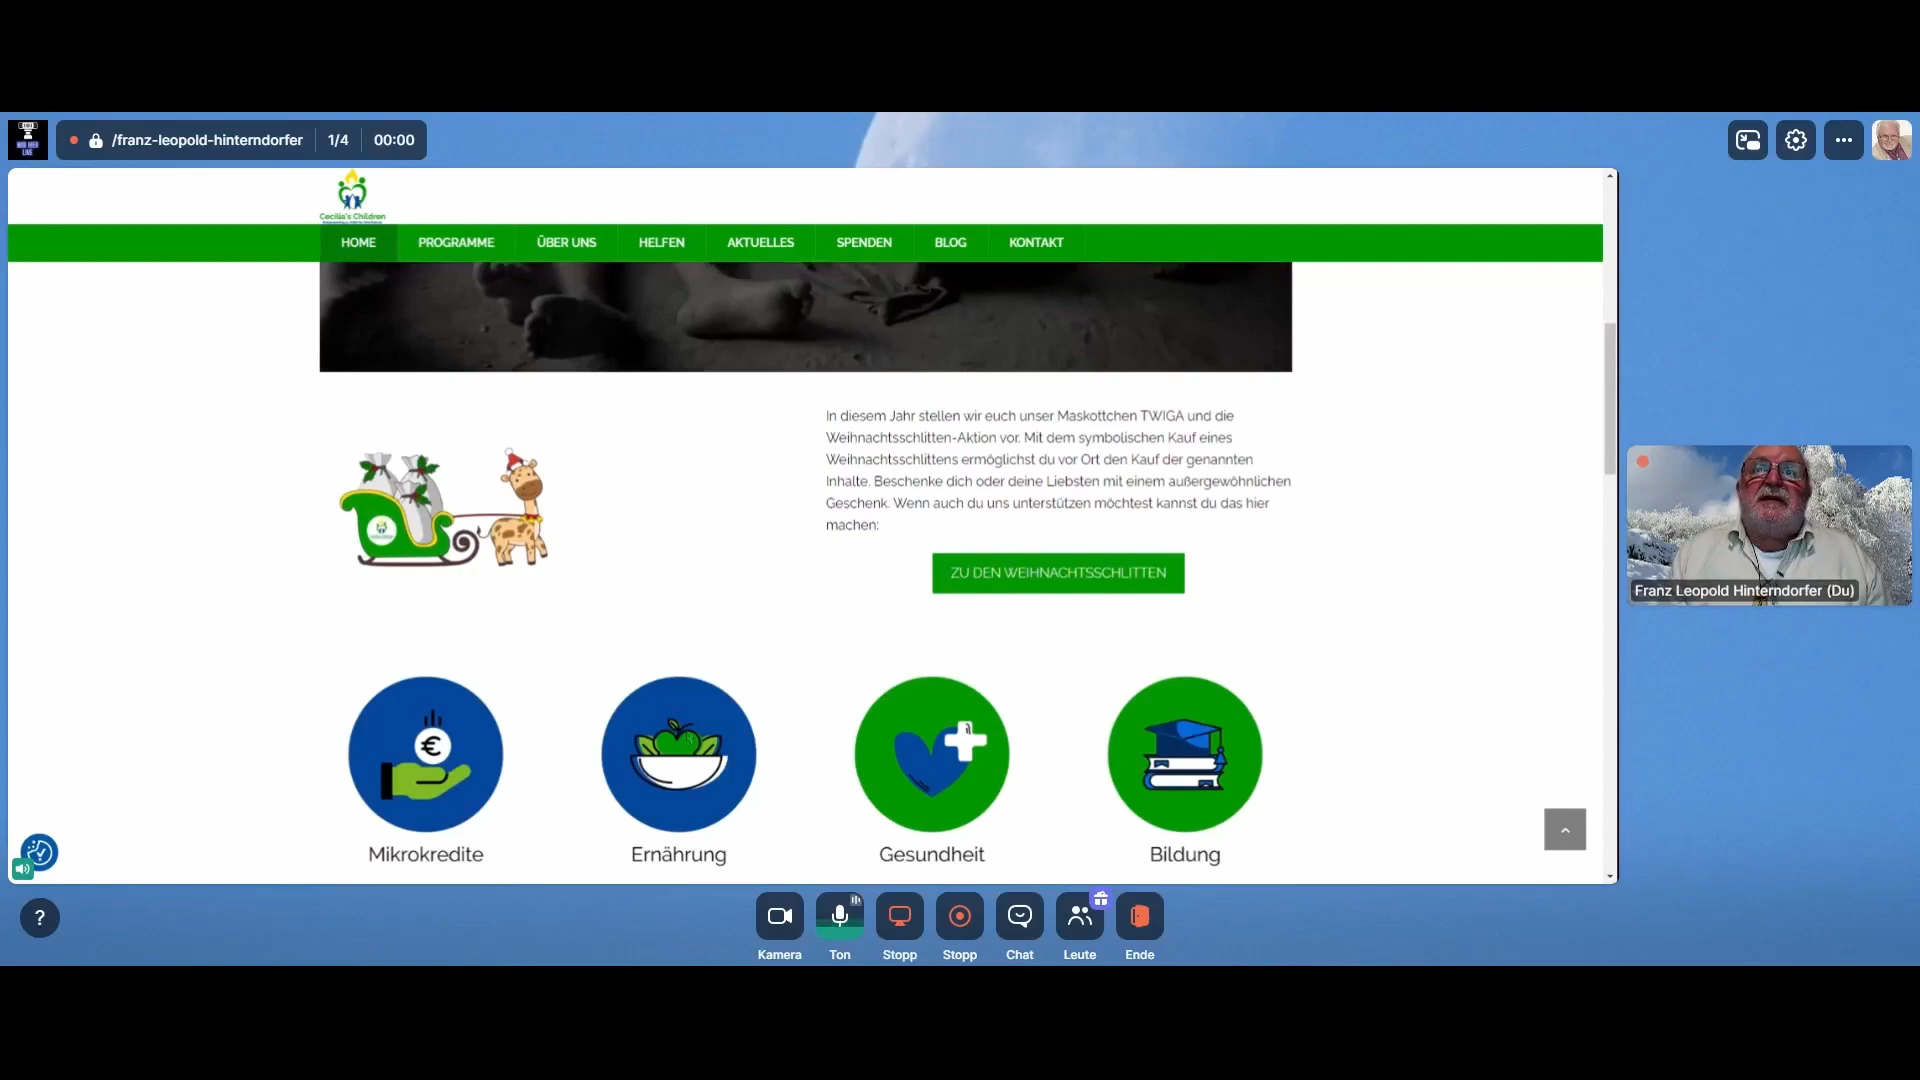 /franz-leopold-hinterndorfer 1/4 00:00
Cecilia's Children
HOME PROGRAMME ÜBER UNS HELFEN AKTUELLES SPENDEN BLOG KONTAKT
In diesem Jahr stellen wir euch unser Maskottchen TWIGA und die
Weihnachtsschlitten-Aktion vor. Mit dem symbolischen Kauf eines
Weihnachtsschlittens ermöglichst du vor Ort den Kauf der genannten
Inhalte. Beschenke dich oder deine Liebsten mit einem außergewöhnlichen
Geschenk. Wenn auch du uns unterstützen möchtest kannst du das hier
machen:
ZU DEN WEIHNACHTSSCHLITTEN
Franz Leopold Hinterndorfer (Du)
€
Mikrokredite Ernährung Gesundheit Bildung
?
Kamera Ton Stopp Stopp Chat Leute Ende